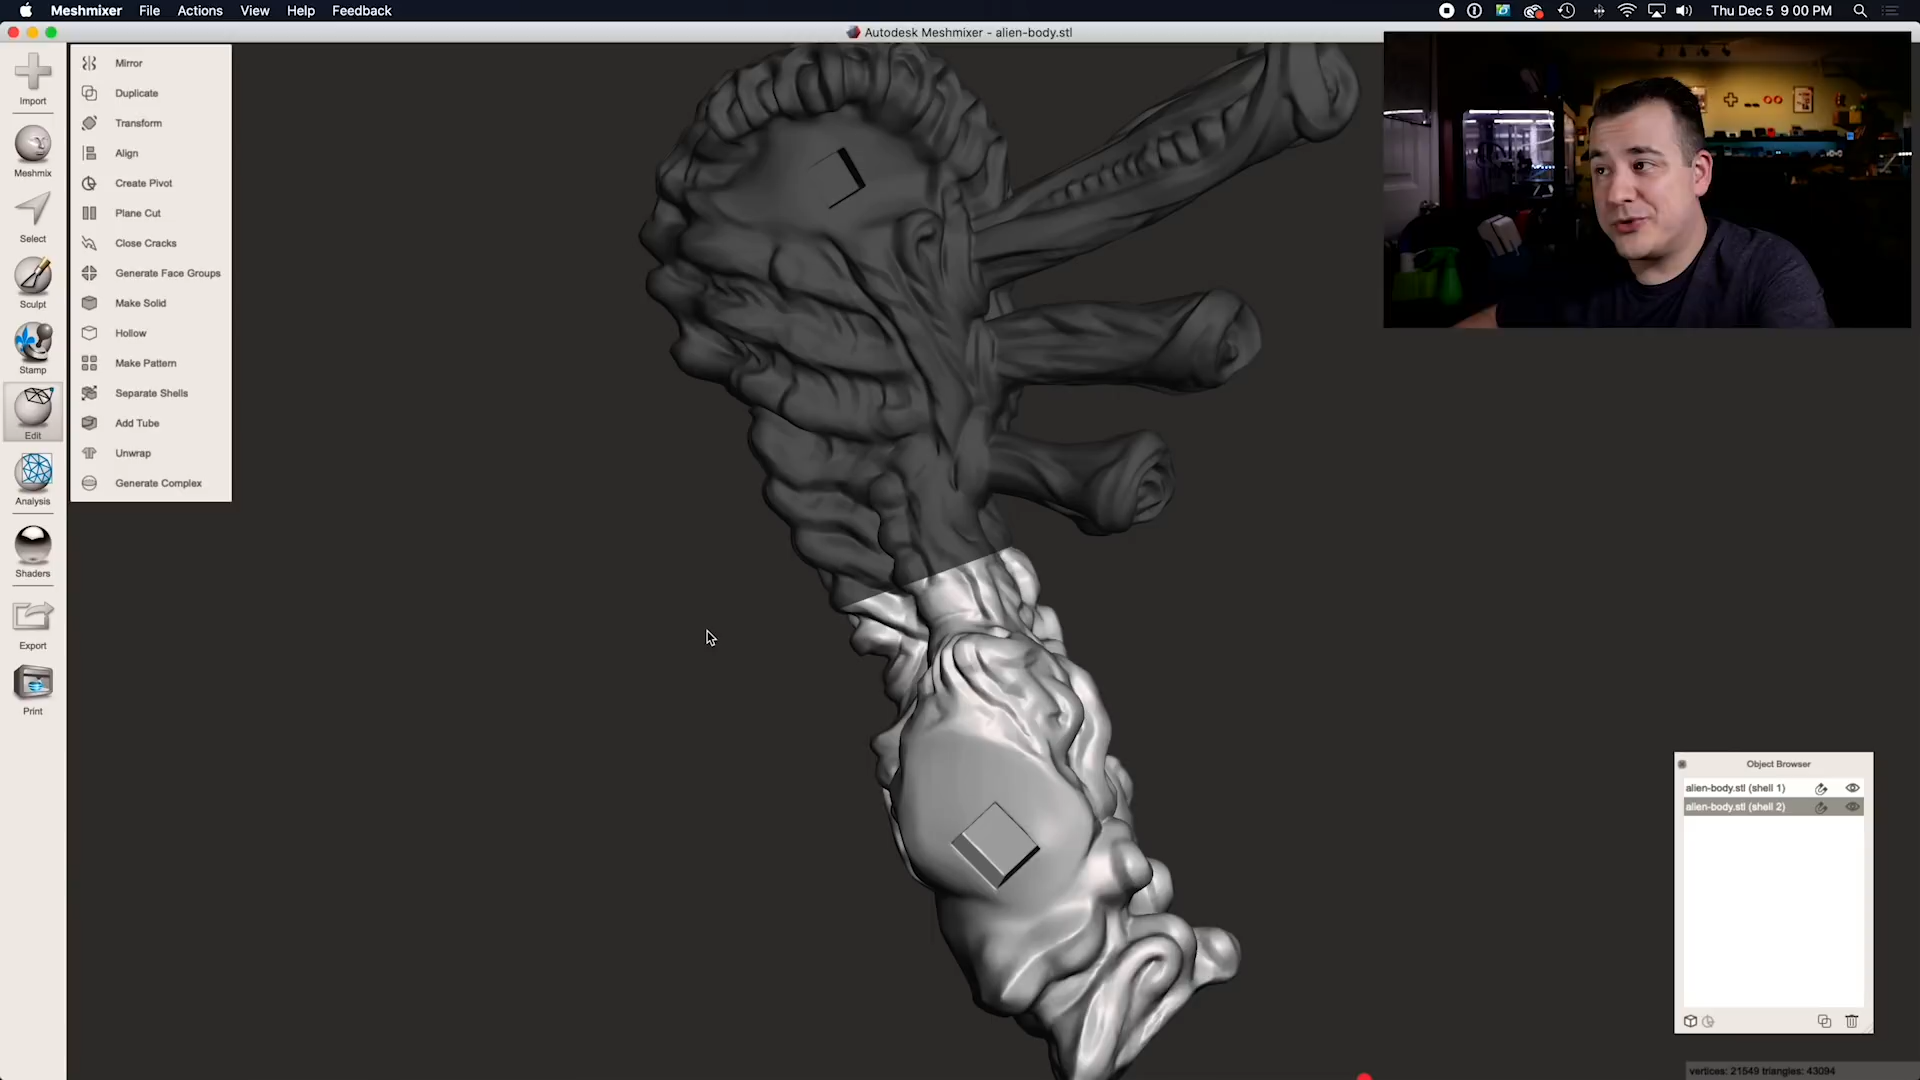 Meshmixer File Actions View Help Feedback
Thu Dec 5 9:00 PM
Autodesk Meshmixer - alien-body.stl
Import
Meshmix
Select
Sculpt
Stamp
Edit
Analysis
Shaders
Export
Print
Mirror
Duplicate
Transform
Align
Create Pivot
Plane Cut
Close Cracks
Generate Face Groups
Make Solid
Hollow
Make Pattern
Separate Shells
Add Tube
Unwrap
Generate Complex
Object Browser
alien-body.stl (shell 1)
alien-body.stl (shell 2)
vertices: 21549 triangles: 43094